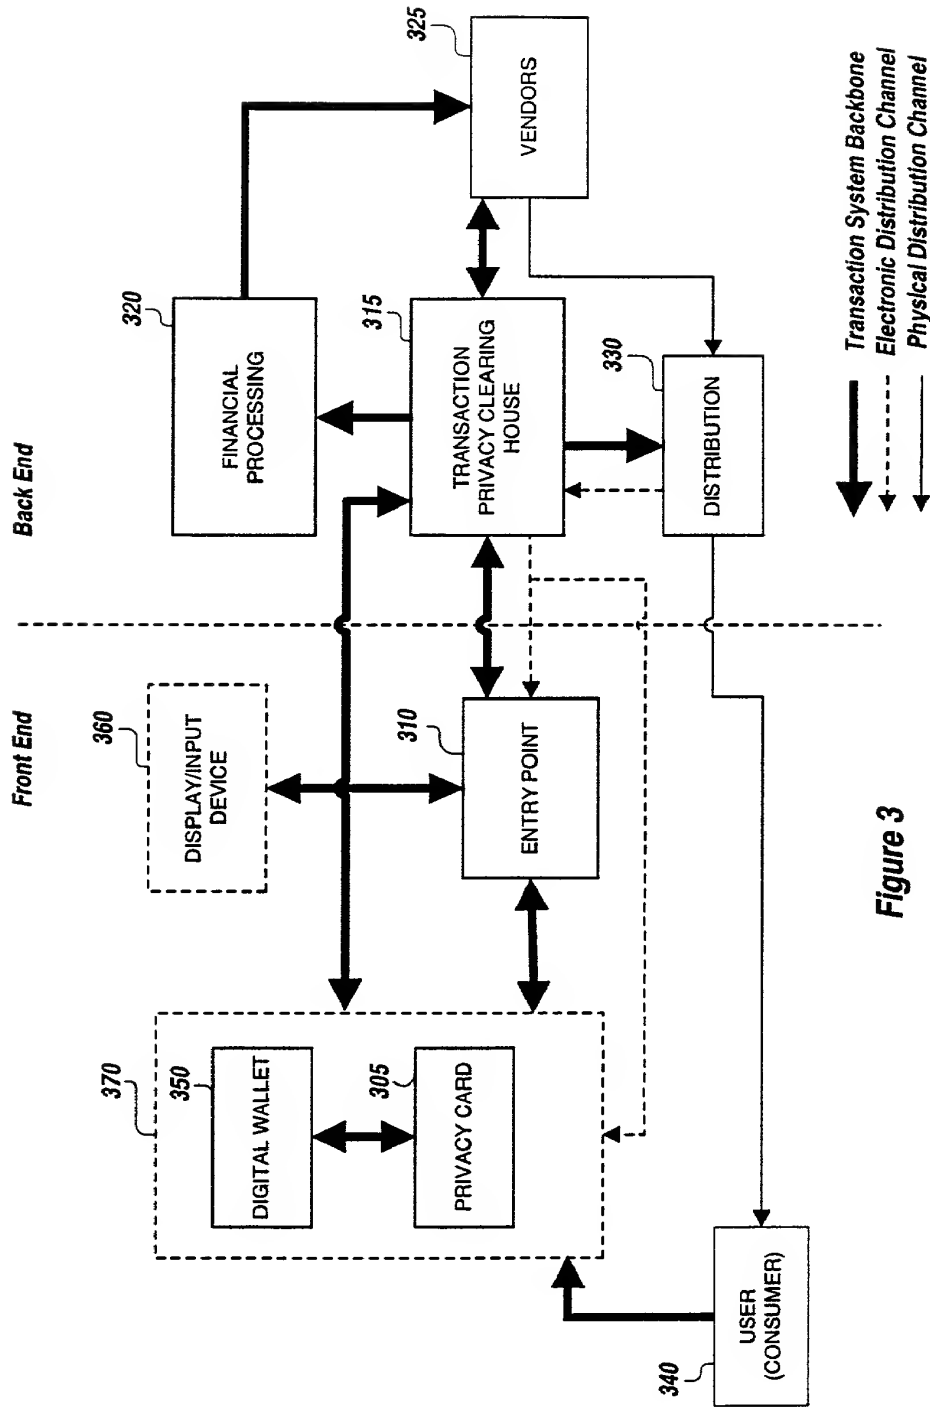 Front End
Back End
360
DISPLAY/INPUT
DEVICE
320
FINANCIAL
PROCESSING
325
VENDORS
370
350
DIGITAL WALLET
305
PRIVACY CARD
310
ENTRY POINT
315
TRANSACTION
PRIVACY CLEARING
HOUSE
330
DISTRIBUTION
340
USER
(CONSUMER)
Transaction System Backbone
Electronic Distribution Channel
Physical Distribution Channel
Figure 3